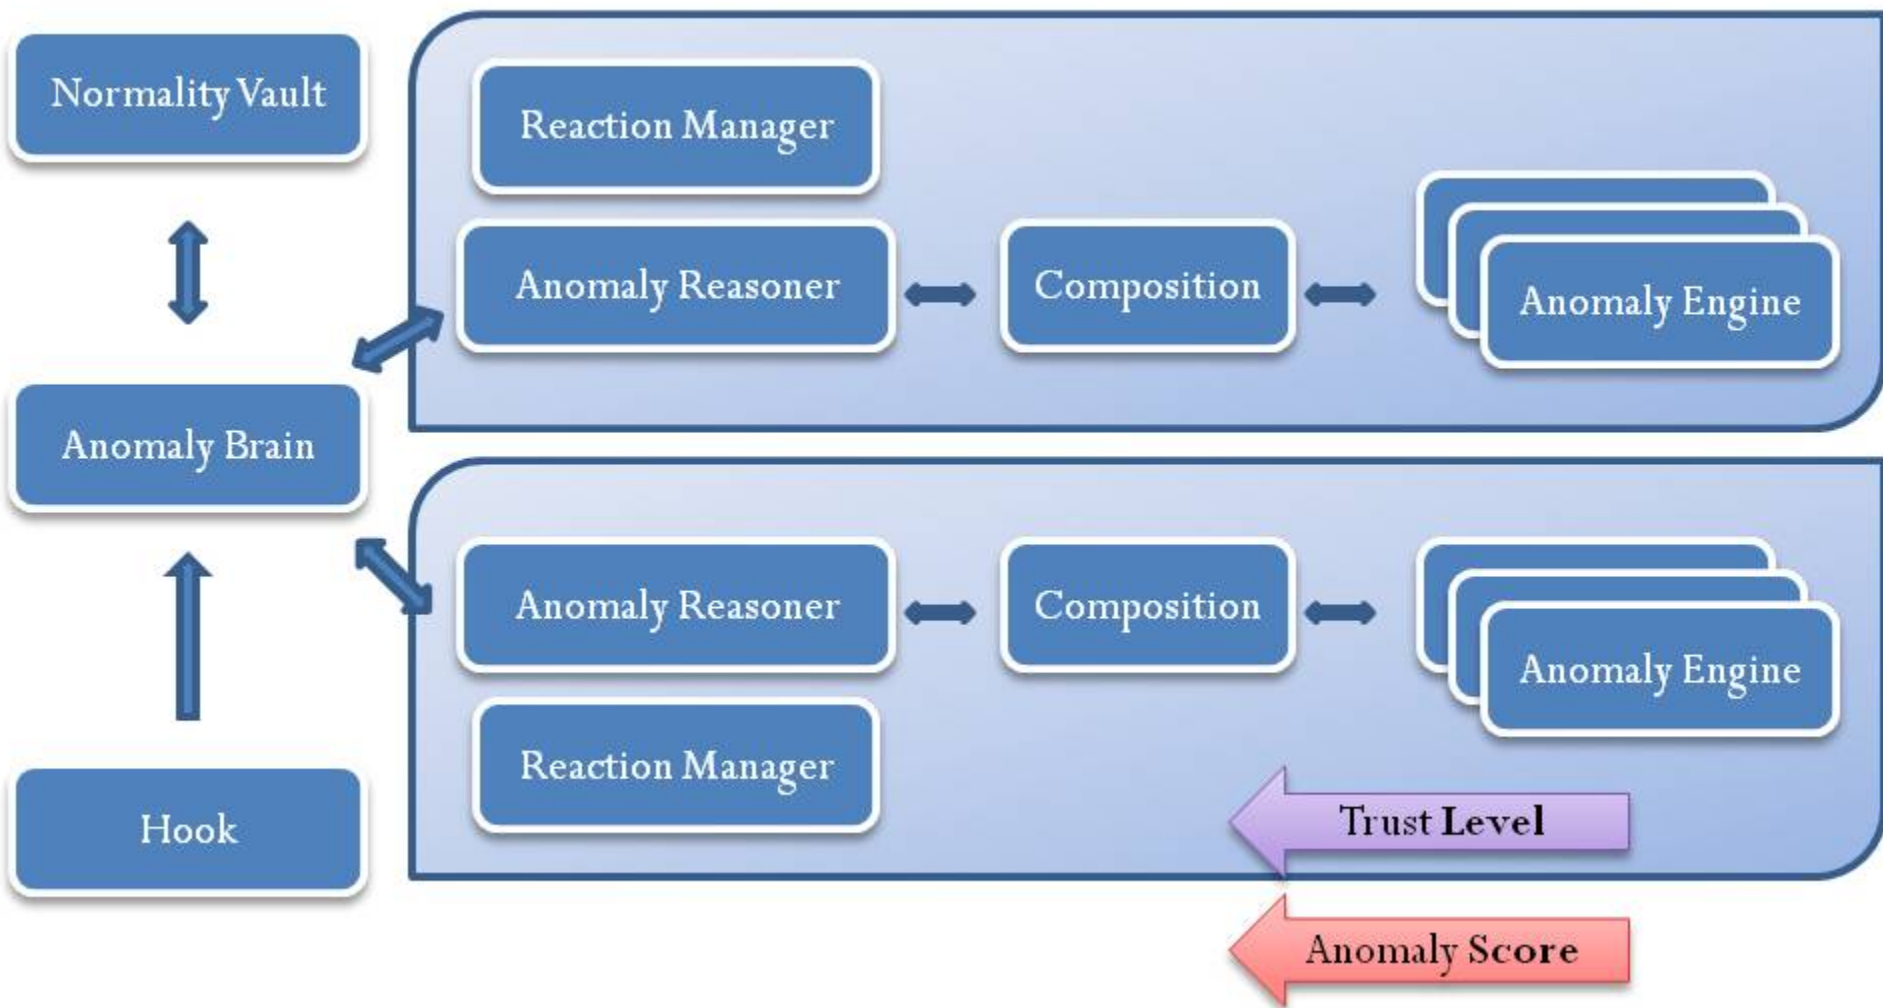 Normality Vault
Reaction Manager
Anomaly Reasoner
Composition
Anomaly Engine
Anomaly Brain
Anomaly Reasoner
Composition
Anomaly Engine
Reaction Manager
Hook
Trust Level
Anomaly Score